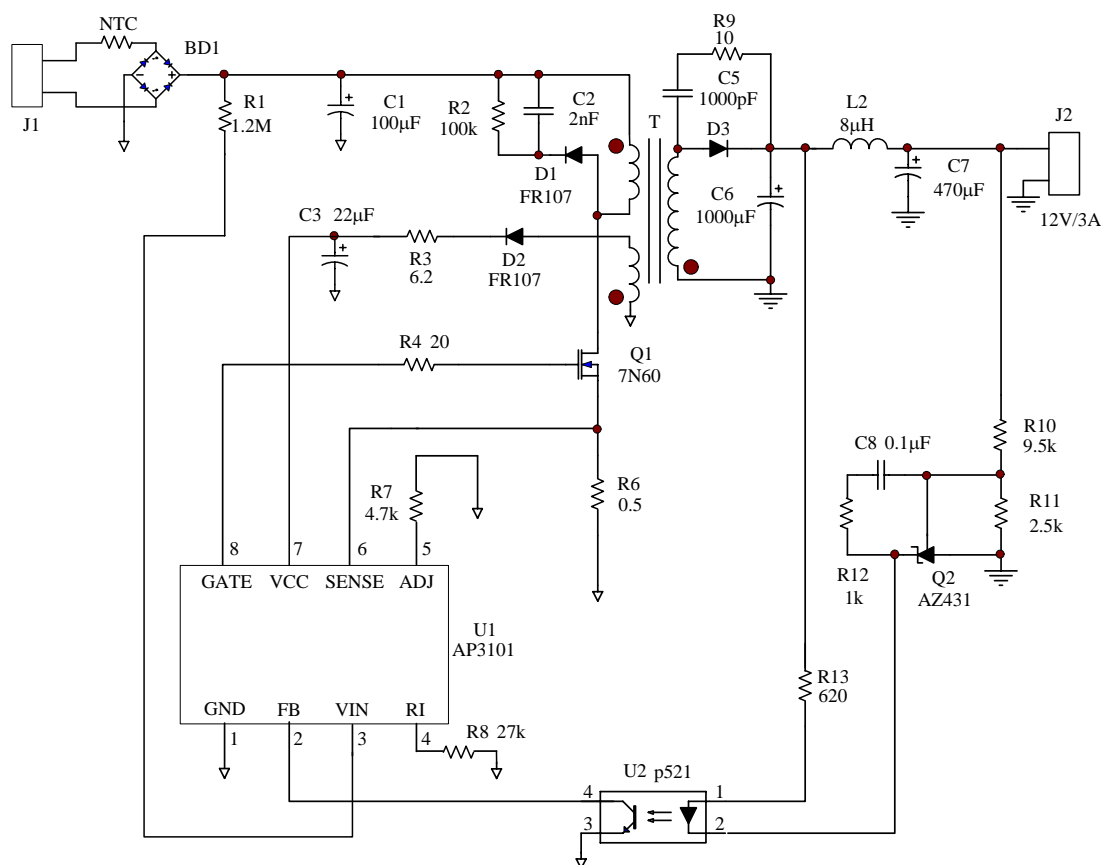 NTC
BD1
J1
R1
1.2M
C1
100μF
R2
100k
C2
2nF
D1
FR107
T
R9
10
C5
1000pF
D3
C6
1000μF
L2
8μH
C7
470μF
J2
12V/3A
C3 22μF
R3
6.2
D2
FR107
R4 20
Q1
7N60
R7
4.7k
R6
0.5
R10
9.5k
C8 0.1μF
R11
2.5k
R12
1k
Q2
AZ431
8 7 6 5
GATE VCC SENSE ADJ
U1
AP3101
GND FB VIN RI
1 2 3 4
R8 27k
R13
620
U2 p521
4
3
1
2